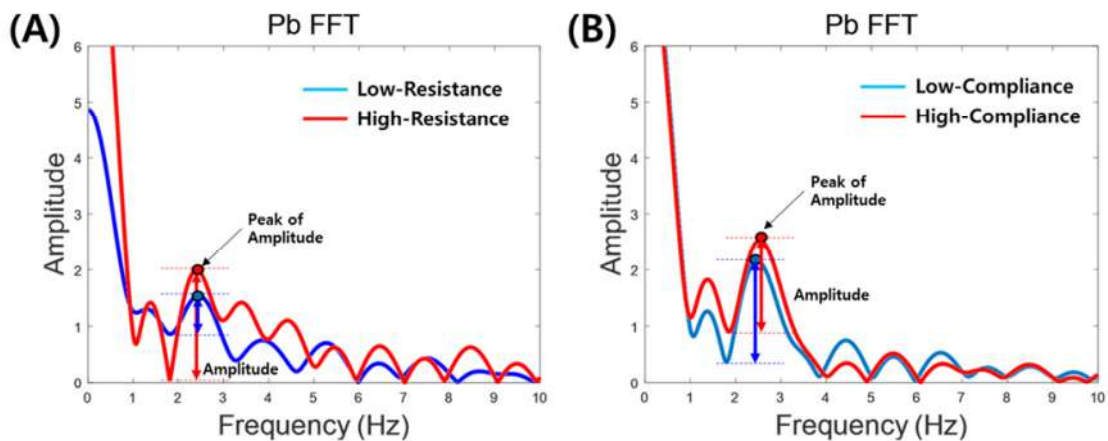 (A)
Pb FFT
6
5
4
3
2
1
0
Amplitude
Low-Resistance
High-Resistance
Peak of
Amplitude
Amplitude
0 1 2 3 4 5 6 7 8 9 10
Frequency (Hz)
(B)
Pb FFT
6
5
4
3
2
1
0
Amplitude
Low-Compliance
High-Compliance
Peak of
Amplitude
Amplitude
0 1 2 3 4 5 6 7 8 9 10
Frequency (Hz)